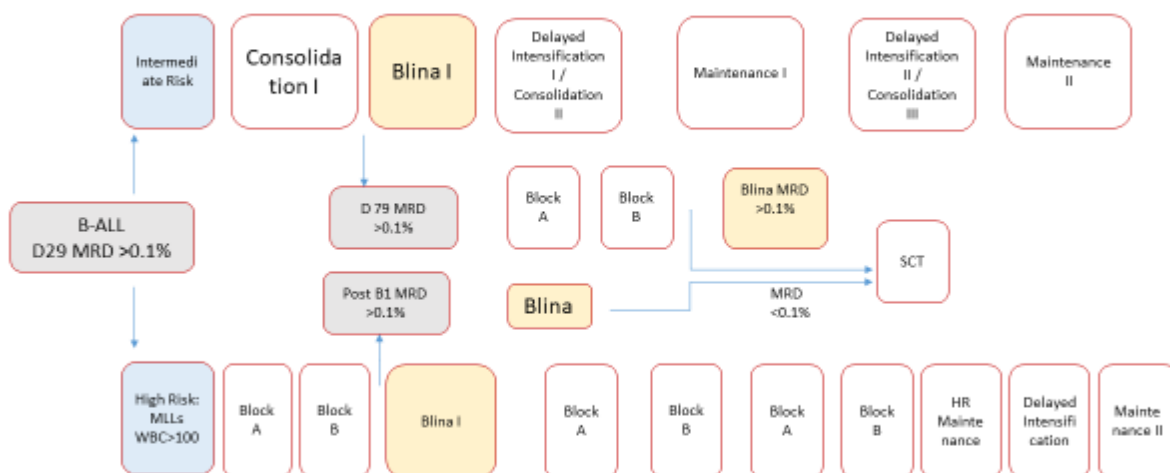 Intermedi
ate Risk
Consolida
tion I
Blina I
Delayed
Intensification
I /
Consolidation
II
Maintenance I
Delayed
Intensification
II /
Consolidation
III
Maintenance
II
B-ALL
D29 MRD >0.1%
D 79 MRD
>0.1%
Block
A
Block
B
Blina MRD
>0.1%
SCT
Post B1 MRD
>0.1%
Blina
MRD
<0.1%
High Risk:
MLLs
WBC>100
Block
A
Block
B
Blina I
Block
A
Block
B
Block
A
Block
B
HR
Mainte
nance
Delayed
Intensifi
cation
Mainte
nance II